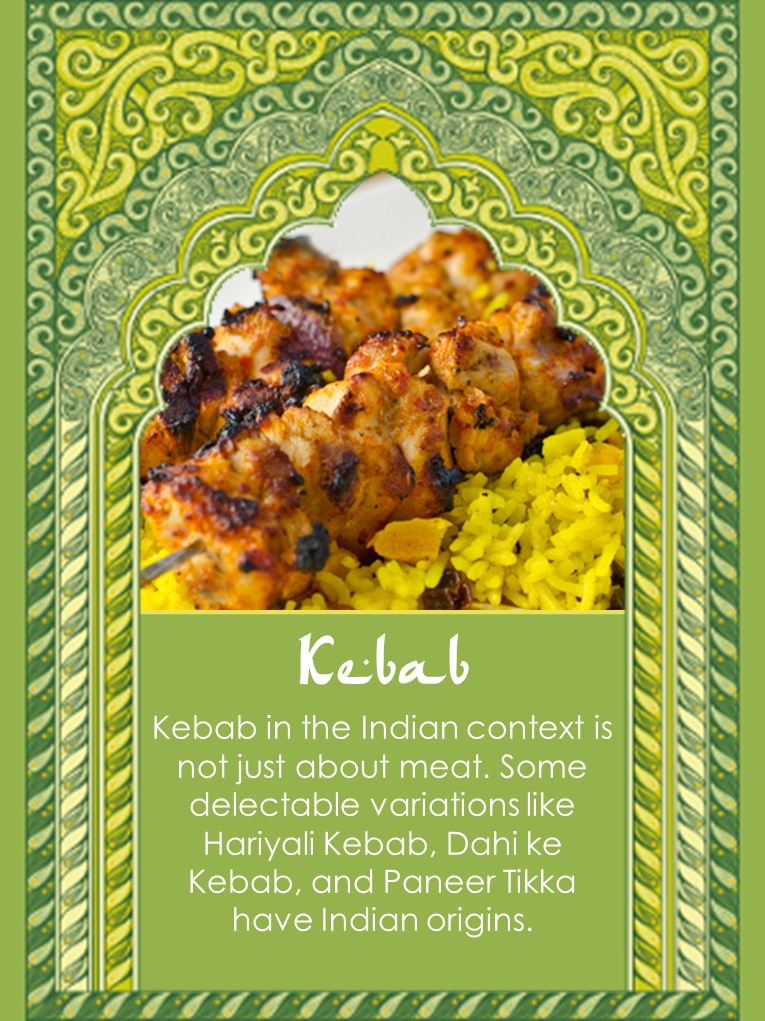 Kebab
Kebab in the Indian context is
not just about meat. Some
delectable variations like
Hariyali Kebab, Dahi ke
Kebab, and Paneer Tikka
have Indian origins.